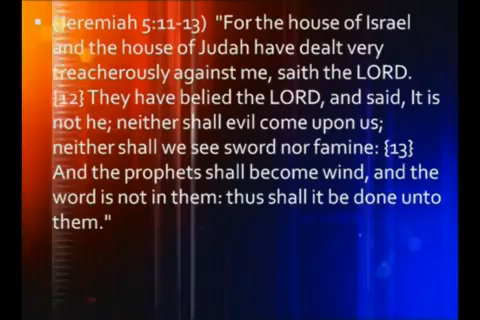 (Jeremiah 5:11-13) "For the house of Israel
and the house of Judah have dealt very
treacherously against me, saith the LORD.
{12} They have belied the LORD, and said, It is
not he; neither shall evil come upon us;
neither shall we see sword nor famine: {13}
And the prophets shall become wind, and the
word is not in them: thus shall it be done unto
them."